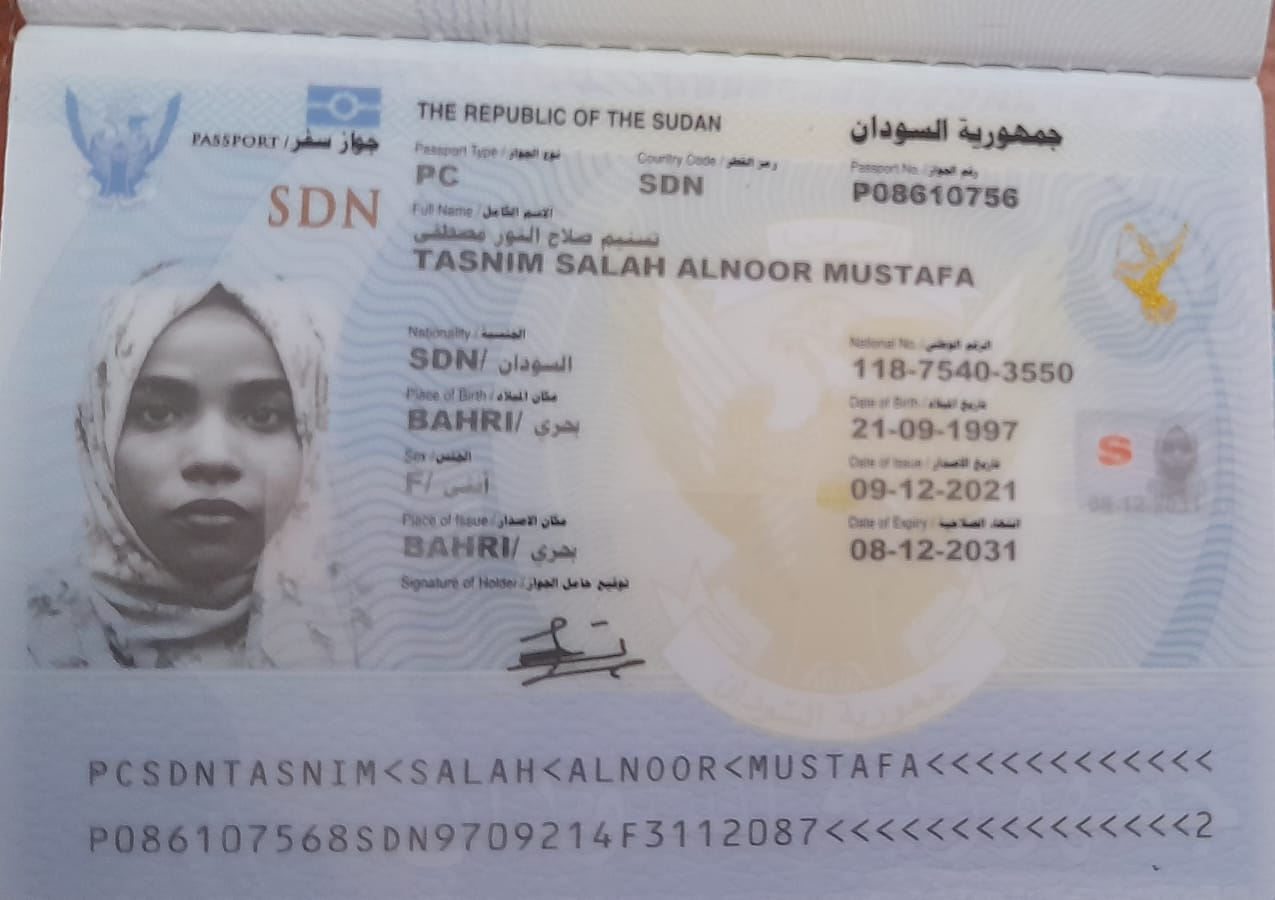 THE REPUBLIC OF THE SUDAN
جمهورية السودان
PASSPORT / جواز سفر
SDN
Passport Type / نوع الجواز
Country Code / رمز القطر
Passport No. / رقم الجواز
PC
SDN
P08610756
Full Name / الاسم الكامل
تسنيم صلاح النور مصطفى
TASNIM SALAH ALNOOR MUSTAFA
Nationality / الجنسية
National No. / الرقم الوطني
SDN/ السودان
118-7540-3550
Place of Birth / مكان الميلاد
Date of Birth / تاريخ الميلاد
BAHRI/ بحري
21-09-1997
Sex / الجنس
Date of Issue / تاريخ الاصدار
F/ أنثى
09-12-2021
Place of Issue / مكان الاصدار
Date of Expiry / انتهاء الصلاحية
BAHRI/ بحري
08-12-2031
S
08-12-2031
Signature of Holder / توقيع حامل الجواز
جمهورية السودان
PCSDNTASNIM<SALAH<ALNOOR<MUSTAFA<<<<<<<<<<<<
P086107568SDN9709214F3112087<<<<<<<<<<<<<<<2